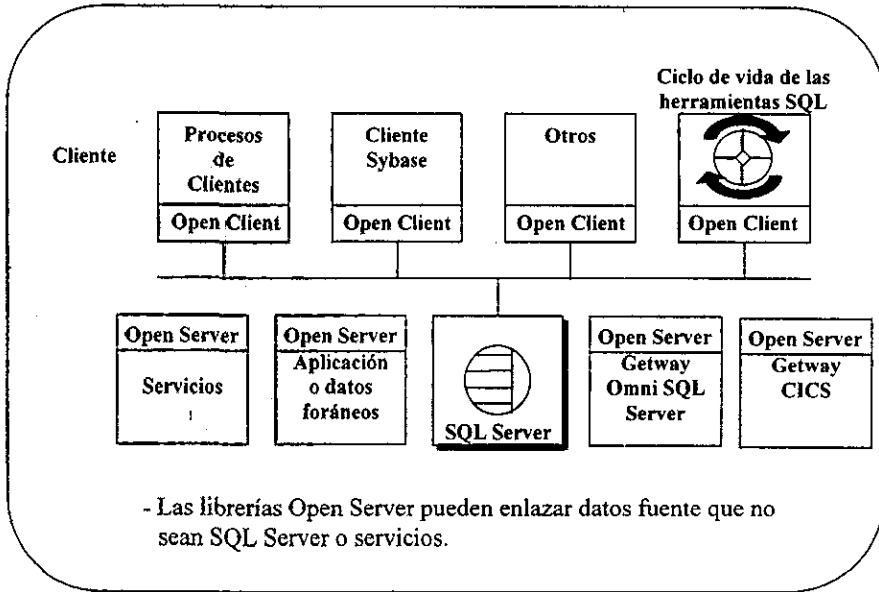 Ciclo de vida de las
herramientas SQL
Cliente
Procesos
de
Clientes
Open Client
Cliente
Sybase
Open Client
Otros
Open Client
Open Client
Open Server
Servicios
Open Server
Aplicación
o datos
foráneos
SQL Server
Open Server
Getway
Omni SQL
Server
Open Server
Getway
CICS
- Las librerías Open Server pueden enlazar datos fuente que no
sean SQL Server o servicios.